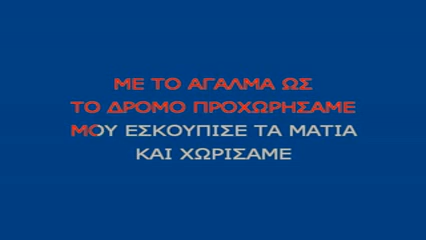 ΜΕ ΤΟ ΑΓΑΛΜΑ ΩΣ
ΤΟ ΔΡΟΜΟ ΠΡΟΧΩΡΗΣΑΜΕ
ΜΟΥ ΕΣΚΟΥΠΙΣΕ ΤΑ ΜΑΤΙΑ
ΚΑΙ ΧΩΡΙΣΑΜΕ